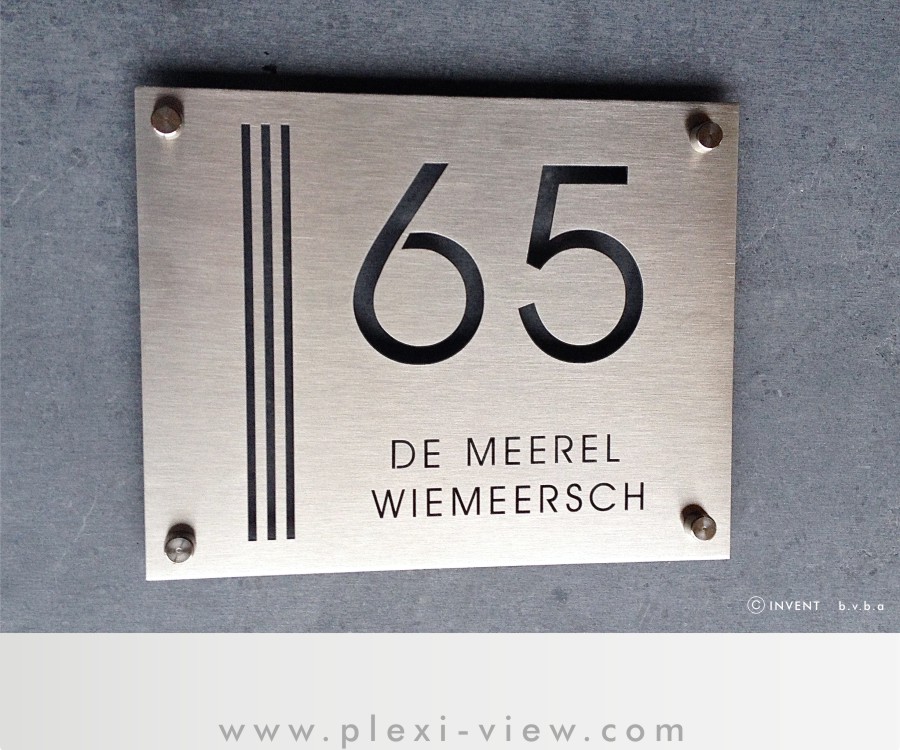 65
DE MEEREL
WIEMEERSCH
© INVENT b.v.b.a
www.plexi-view.com